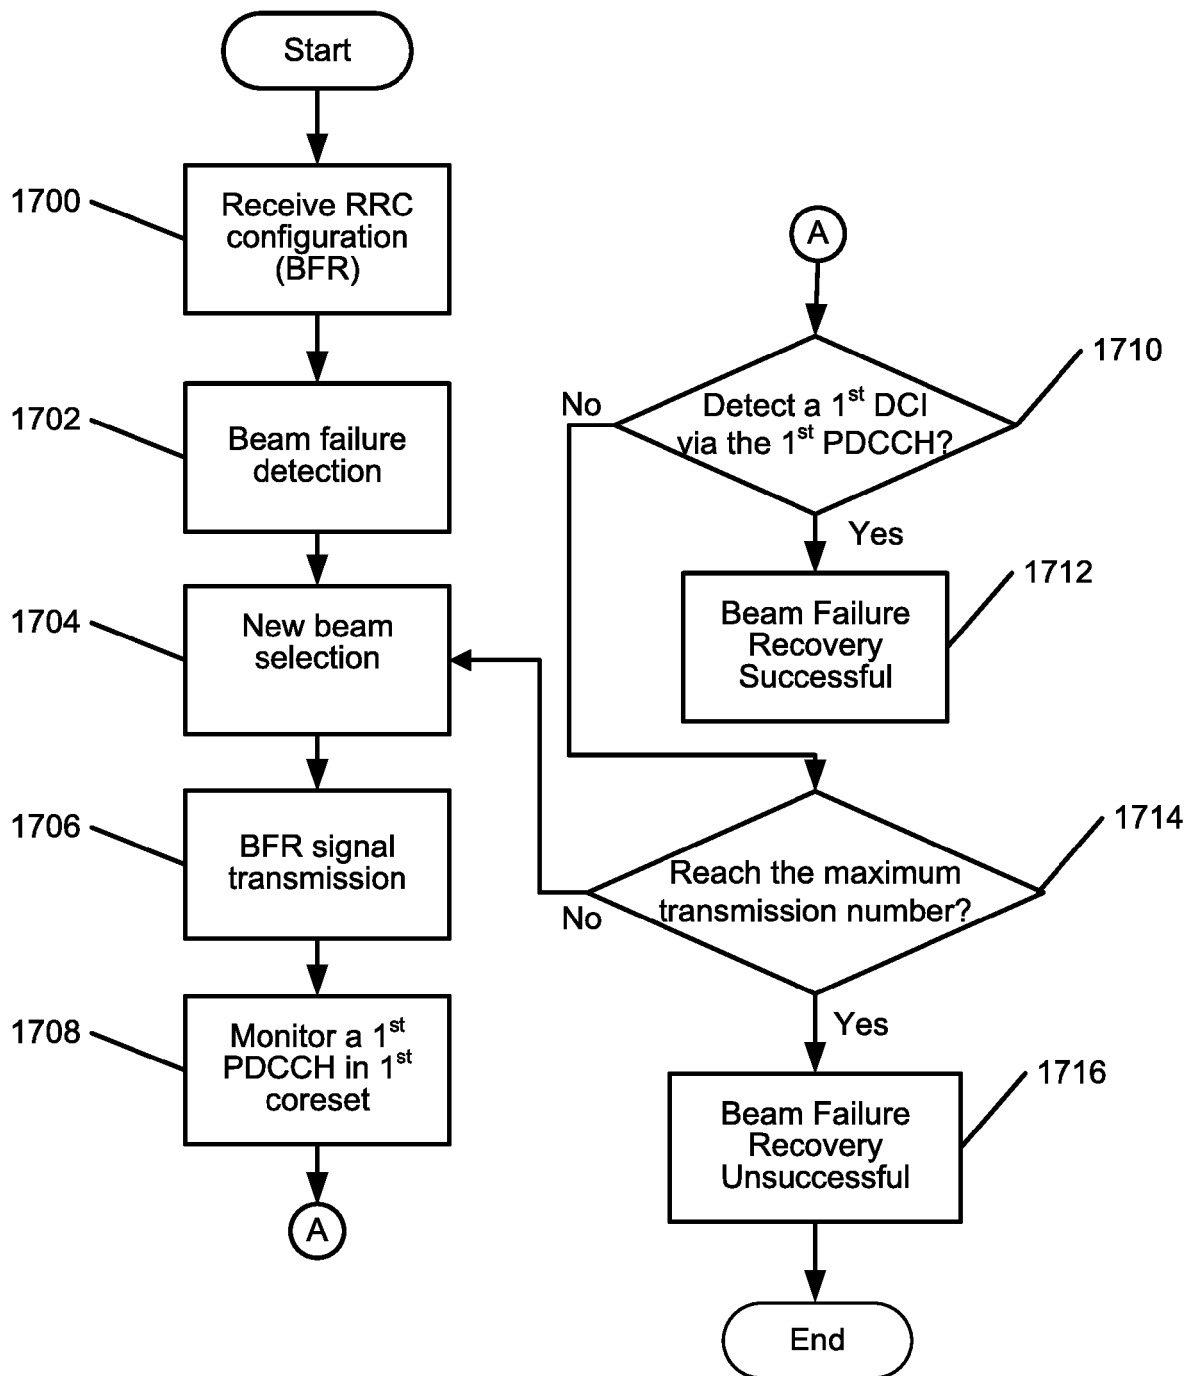 Start
1700
Receive RRC
configuration
(BFR)
1702
Beam failure
detection
1704
New beam
selection
1706
BFR signal
transmission
1708
Monitor a 1st
PDCCH in 1st
coreset
A
A
1710
Detect a 1st DCI
via the 1st PDCCH?
No
Yes
1712
Beam Failure
Recovery
Successful
1714
Reach the maximum
transmission number?
No
Yes
1716
Beam Failure
Recovery
Unsuccessful
End